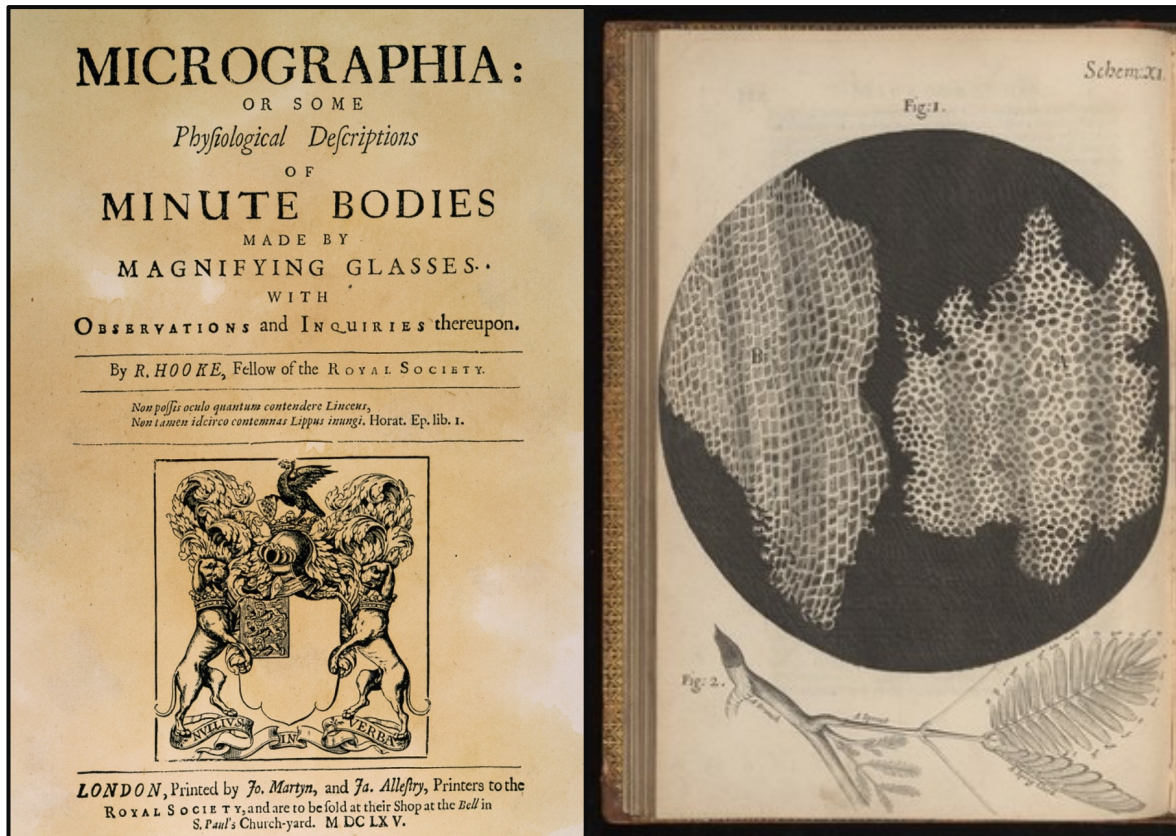 MICROGRAPHIA:
OR SOME
Phyſiological Deſcriptions
OF
MINUTE BODIES
MADE BY
MAGNIFYING GLASSES.
WITH
OBSERVATIONS and INQUIRIES thereupon.
By R. HOOKE, Fellow of the ROYAL SOCIETY.
Non poſſis oculo quantum contendere Linceus,
Non tamen idcirco contemnas Lippus inungi. Horat. Ep. lib. 1.
NVLLIVS IN VERBA
LONDON, Printed by Jo. Martyn, and Ja. Alleſtry, Printers to the
ROYAL SOCIETY, and are to be ſold at their Shop at the Bell in
S. Paul's Church-yard. M DC LX V.
Schem: XI.
Fig: 1.
B
A
Fig: 2.